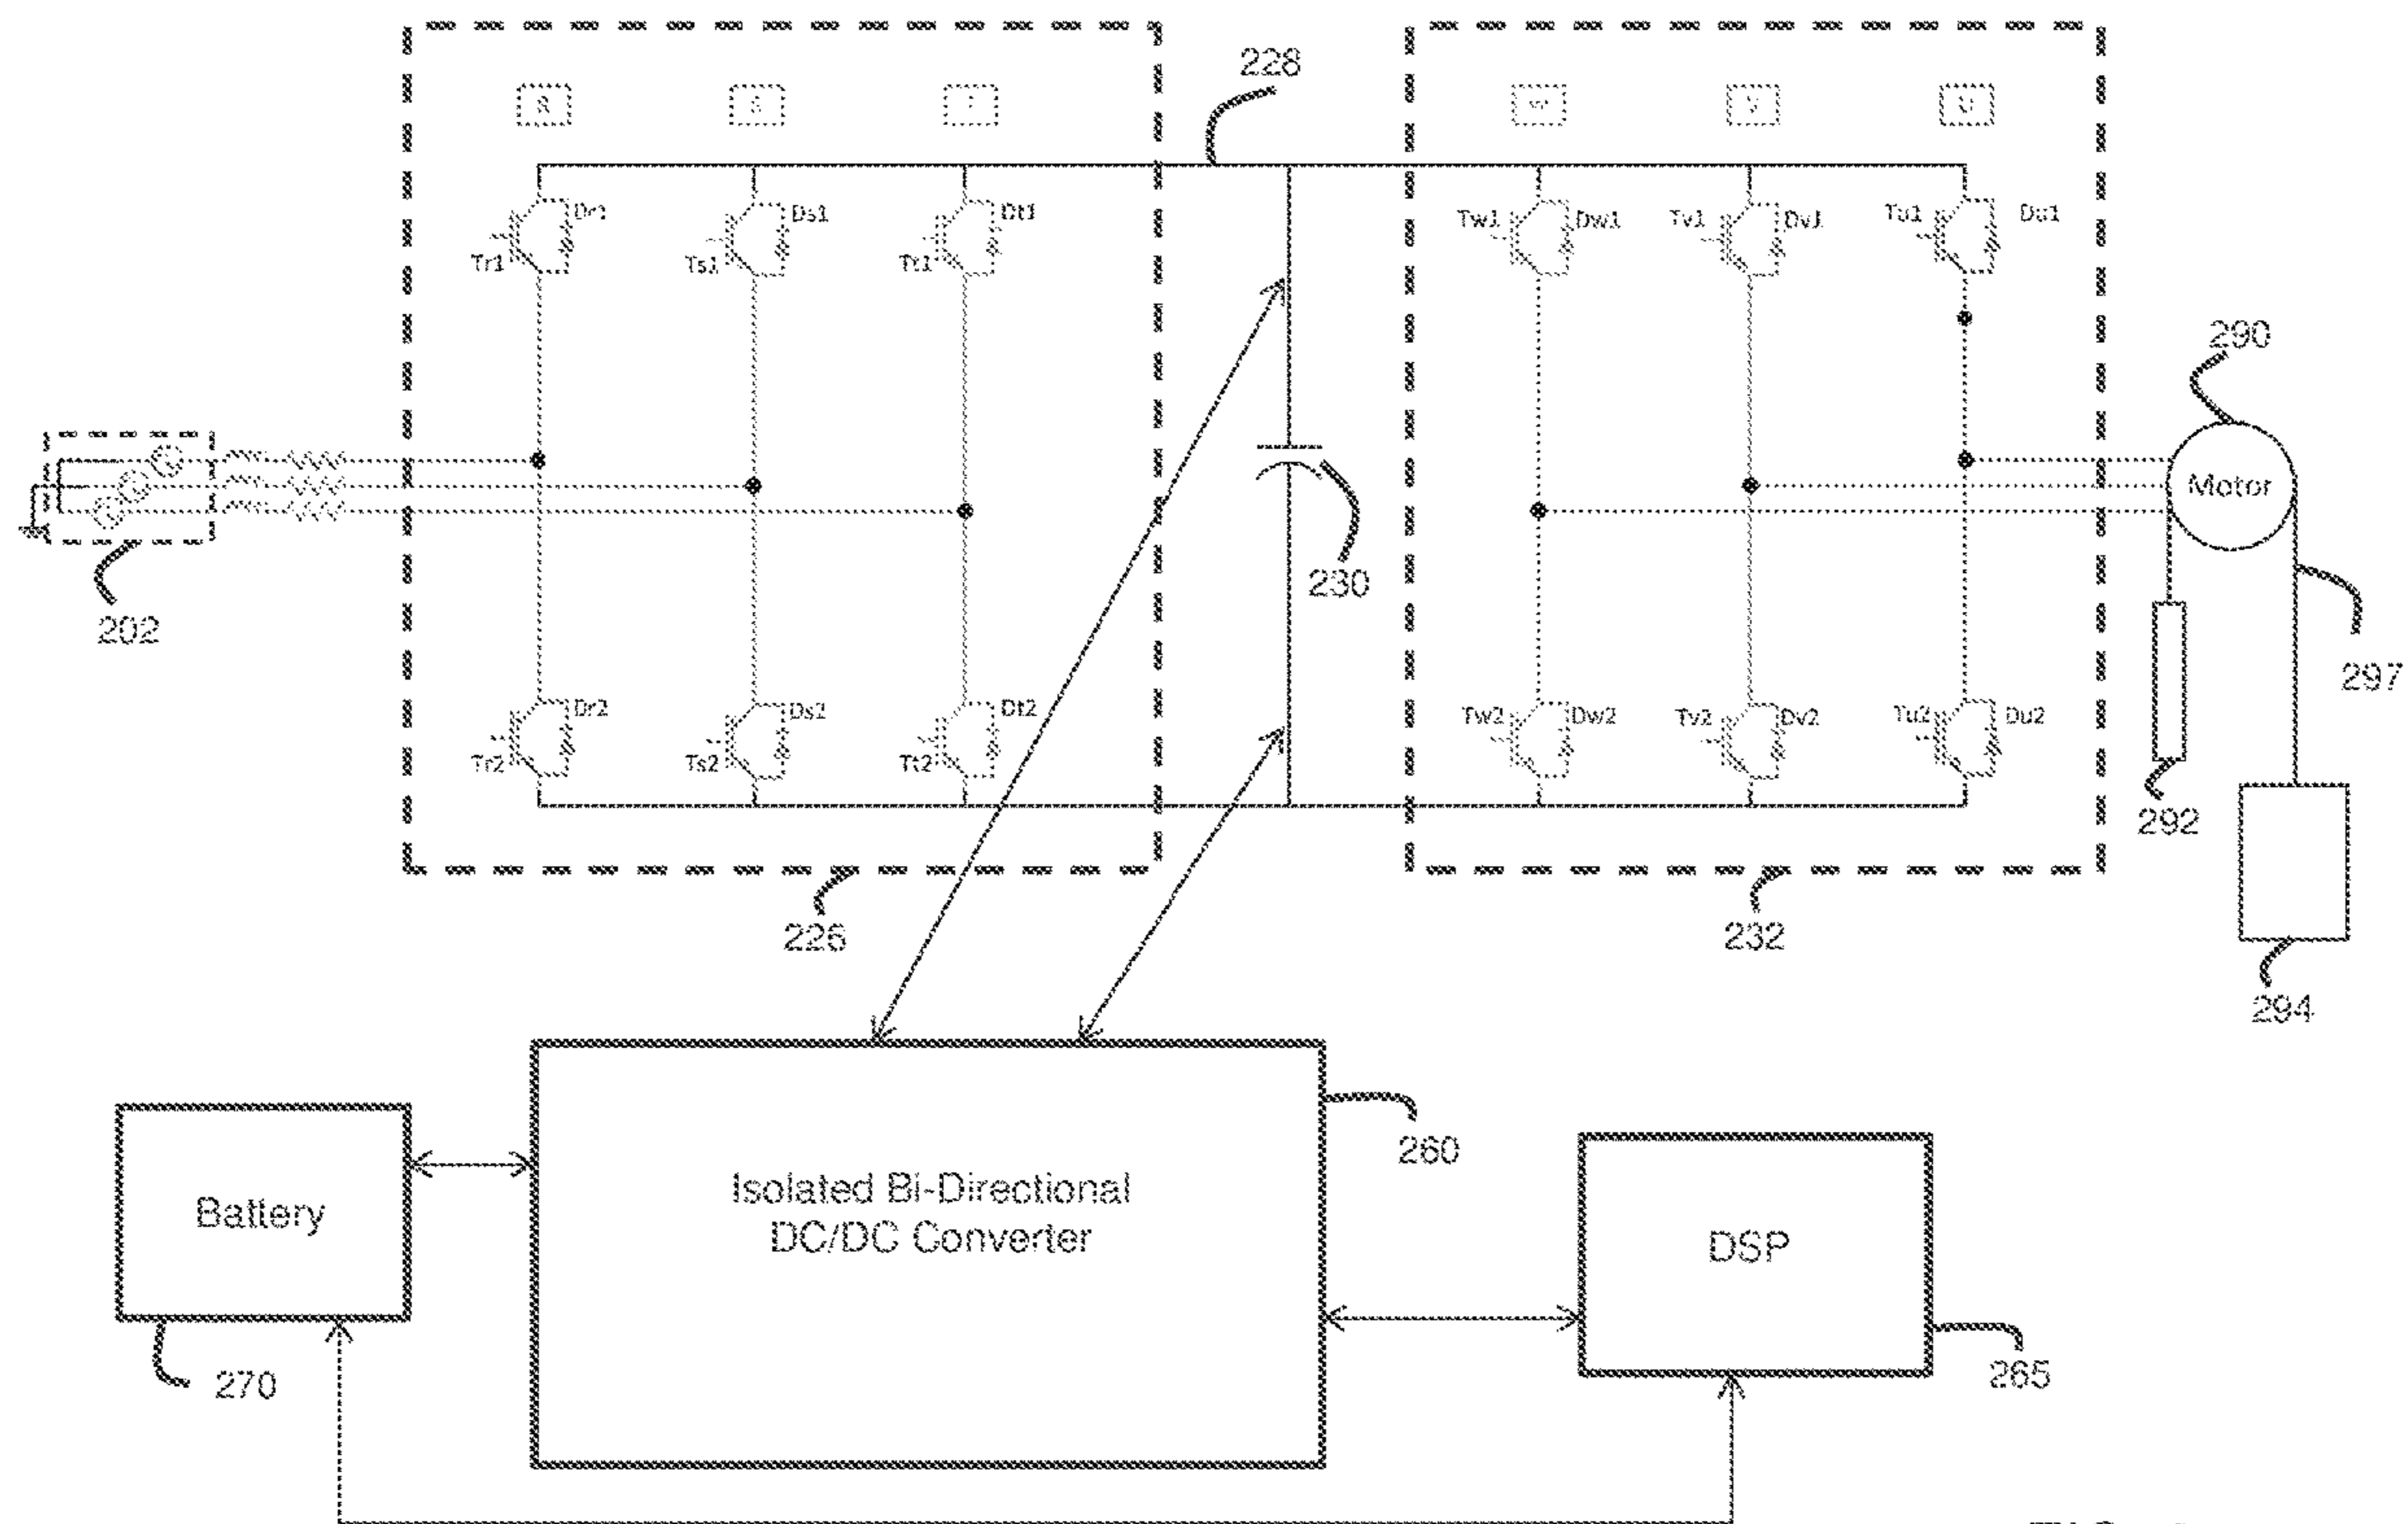 228
R
S
T
W
V
U
Dr1
Ds1
Dt1
Tw1
Dw1
Tv1
Dv1
Tu1
Du1
Tr1
Ts1
Tt1
290
Motor
230
202
297
Dr2
Ds2
Dt2
Tw2
Dw2
Tv2
Dv2
Tu2
Du2
Tr2
Ts2
Tt2
292
226
232
294
260
Isolated Bi-Directional
DC/DC Converter
Battery
DSP
270
265